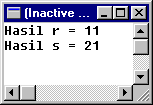 (Inactive ...
Hasil r = 11
Hasil s = 21